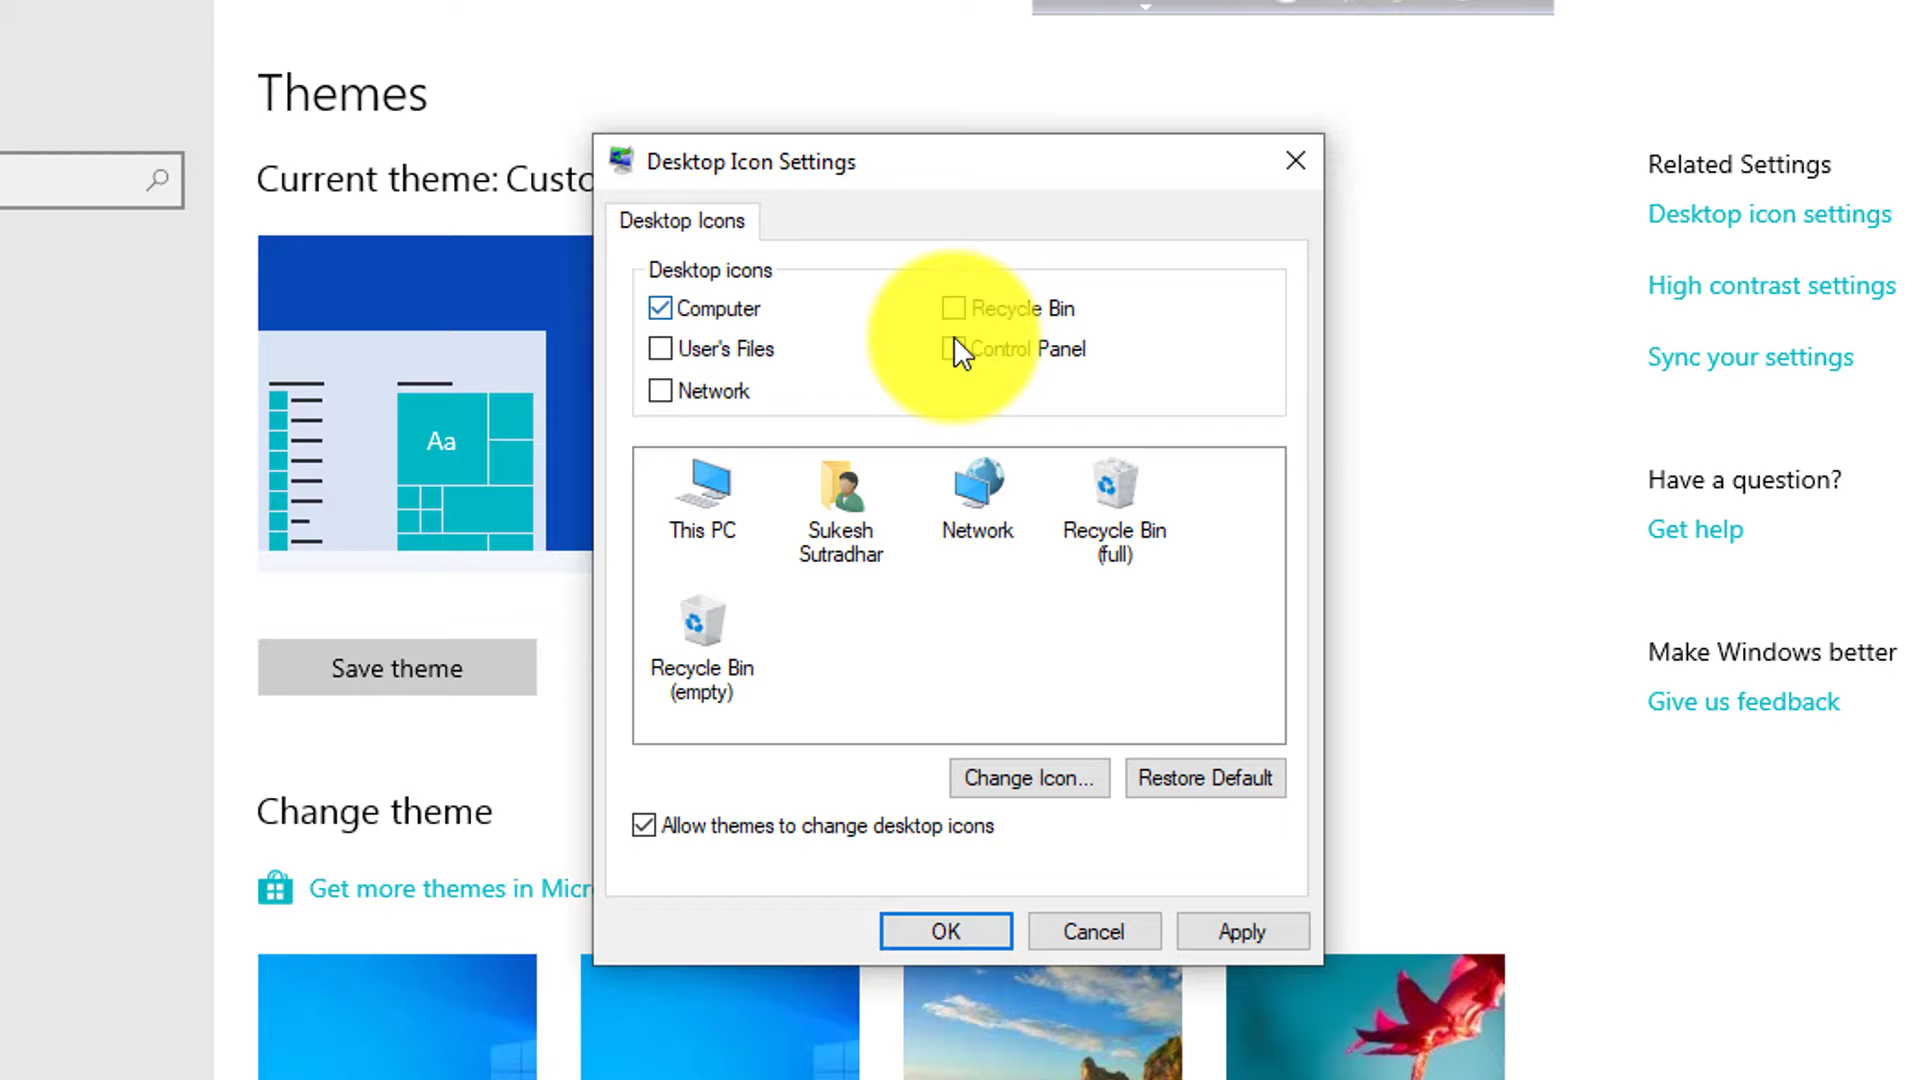 Themes
Current theme: Custo
Aa
Save theme
Change theme
Get more themes in Micr
Desktop Icon Settings
Desktop Icons
Desktop icons
Computer
Recycle Bin
User's Files
Control Panel
Network
This PC
Sukesh
Sutradhar
Network
Recycle Bin
(full)
Recycle Bin
(empty)
Change Icon...
Restore Default
Allow themes to change desktop icons
OK
Cancel
Apply
Related Settings
Desktop icon settings
High contrast settings
Sync your settings
Have a question?
Get help
Make Windows better
Give us feedback